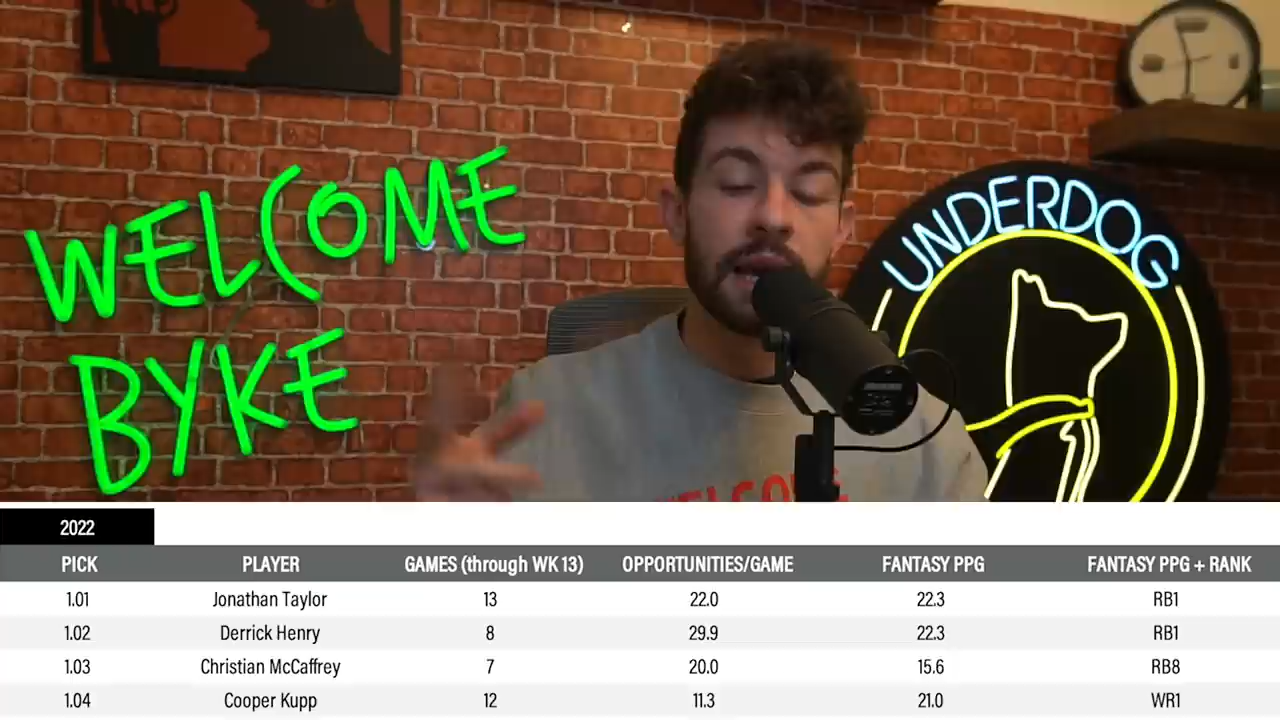 WELCOME
BYKE
UNDERDOG
WELCOME
2022
PICK PLAYER GAMES (through WK 13) OPPORTUNITIES/GAME FANTASY PPG FANTASY PPG + RANK
1.01 Jonathan Taylor 13 22.0 22.3 RB1
1.02 Derrick Henry 8 29.9 22.3 RB1
1.03 Christian McCaffrey 7 20.0 15.6 RB8
1.04 Cooper Kupp 12 11.3 21.0 WR1